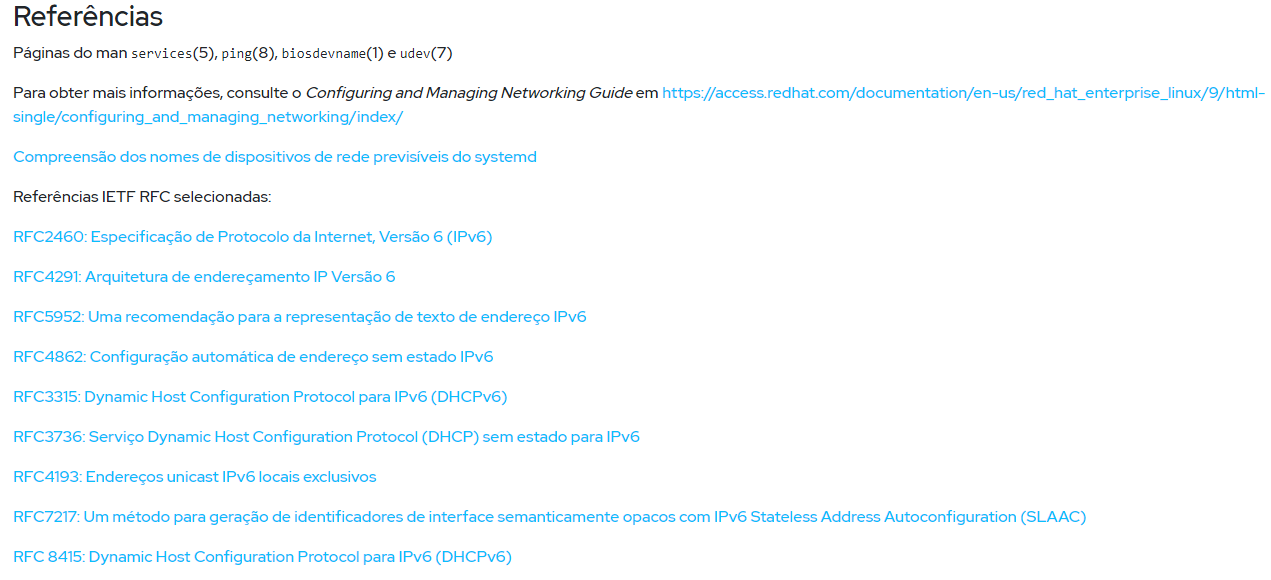 Referências
Páginas do man services(5), ping(8), biosdevname(1) e udev(7)
Para obter mais informações, consulte o Configuring and Managing Networking Guide em https://access.redhat.com/documentation/en-us/red_hat_enterprise_linux/9/html-
single/configuring_and_managing_networking/index/
Compreensão dos nomes de dispositivos de rede previsíveis do systemd
Referências IETF RFC selecionadas:
RFC2460: Especificação de Protocolo da Internet, Versão 6 (IPv6)
RFC4291: Arquitetura de endereçamento IP Versão 6
RFC5952: Uma recomendação para a representação de texto de endereço IPv6
RFC4862: Configuração automática de endereço sem estado IPv6
RFC3315: Dynamic Host Configuration Protocol para IPv6 (DHCPv6)
RFC3736: Serviço Dynamic Host Configuration Protocol (DHCP) sem estado para IPv6
RFC4193: Endereços unicast IPv6 locais exclusivos
RFC7217: Um método para geração de identificadores de interface semanticamente opacos com IPv6 Stateless Address Autoconfiguration (SLAAC)
RFC 8415: Dynamic Host Configuration Protocol para IPv6 (DHCPv6)